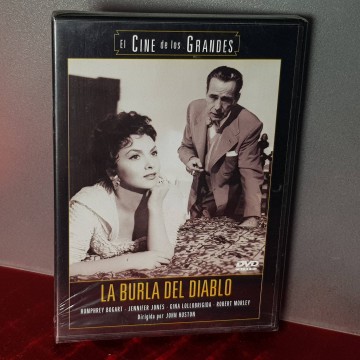 El CINE de los GRANDES
DVD
LA BURLA DEL DIABLO
HUMPHREY BOGART · JENNIFER JONES · GINA LOLLOBRIGIDA · ROBERT MORLEY
Dirigida por JOHN HUSTON